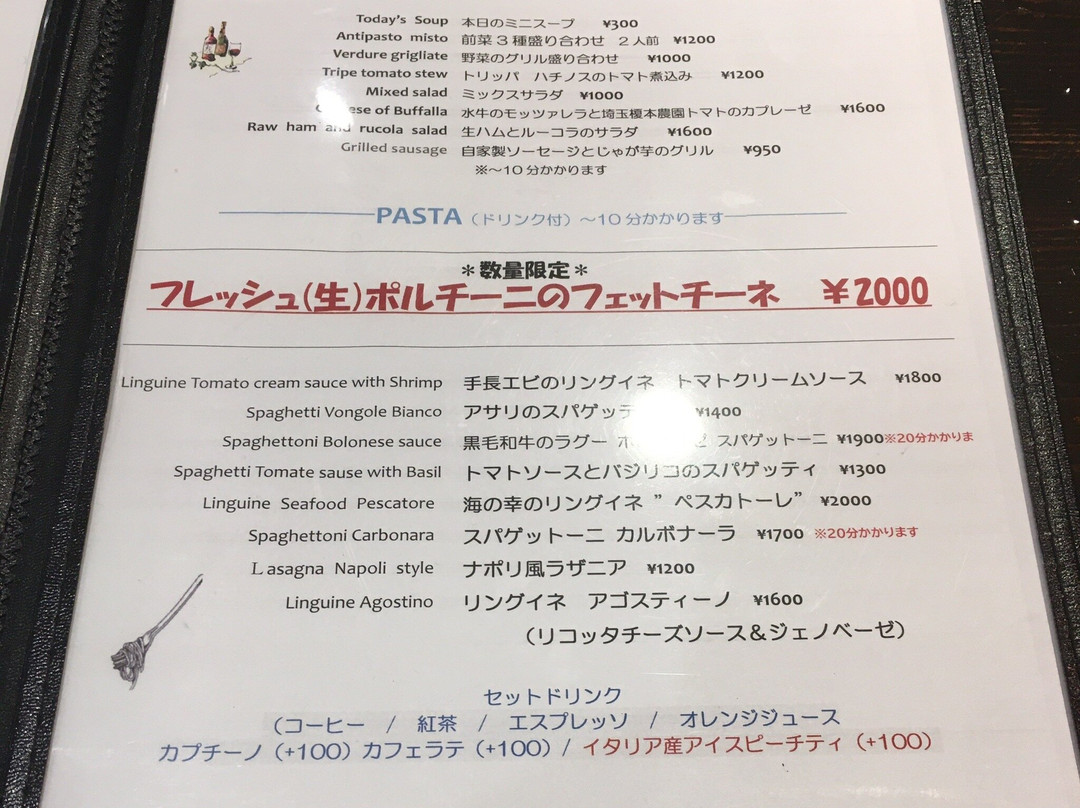 Today's Soup 本日のミニスープ ¥300
Antipasto misto 前菜3種盛り合わせ 2人前 ¥1200
Verdure grigliate 野菜のグリル盛り合わせ ¥1000
Tripe tomato stew トリッパ ハチノスのトマト煮込み ¥1200
Mixed salad ミックスサラダ ¥1000
of Buffalla 水牛のモッツァレラと埼玉榎本農園トマトのカプレーゼ ¥1600
Raw ham and rucola salad 生ハムとルーコラのサラダ ¥1600
Grilled sausage 自家製ソーセージとじゃが芋のグリル ¥950
※～10分かかります
PASTA（ドリンク付）～10分かかります
＊数量限定＊
フレッシュ(生)ポルチーニのフェットチーネ ￥2000
Linguine Tomato cream sauce with Shrimp 手長エビのリングイネ トマトクリームソース ¥1800
Spaghetti Vongole Bianco アサリのスパゲッテ ¥1400
Spaghettoni Bolonese sauce 黒毛和牛のラグー スパゲットーニ ¥1900※20分かかりま
Spaghetti Tomate sause with Basil トマトソースとバジリコのスパゲッティ ¥1300
Linguine Seafood Pescatore 海の幸のリングイネ ”ペスカトーレ” ¥2000
Spaghettoni Carbonara スパゲットーニ カルボナーラ ¥1700 ※20分かかります
Lasagna Napoli style ナポリ風ラザニア ¥1200
Linguine Agostino リングイネ アゴスティーノ ¥1600
（リコッタチーズソース＆ジェノベーゼ）
セットドリンク
（コーヒー / 紅茶 / エスプレッソ / オレンジジュース
カプチーノ（+100）カフェラテ（+100）/ イタリア産アイスピーチティ（+100）